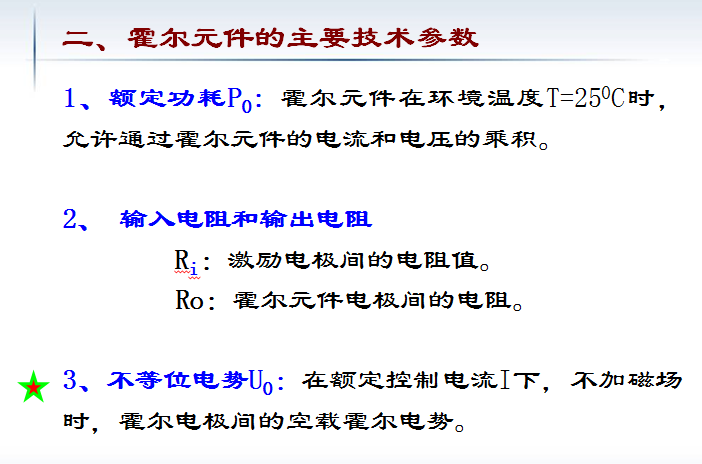 二、霍尔元件的主要技术参数
1、额定功耗P₀：霍尔元件在环境温度T=25⁰C时，
允许通过霍尔元件的电流和电压的乘积。
2、 输入电阻和输出电阻
Rᵢ：激励电极间的电阻值。
Ro：霍尔元件电极间的电阻。
3、不等位电势U₀：在额定控制电流I下，不加磁场
时，霍尔电极间的空载霍尔电势。